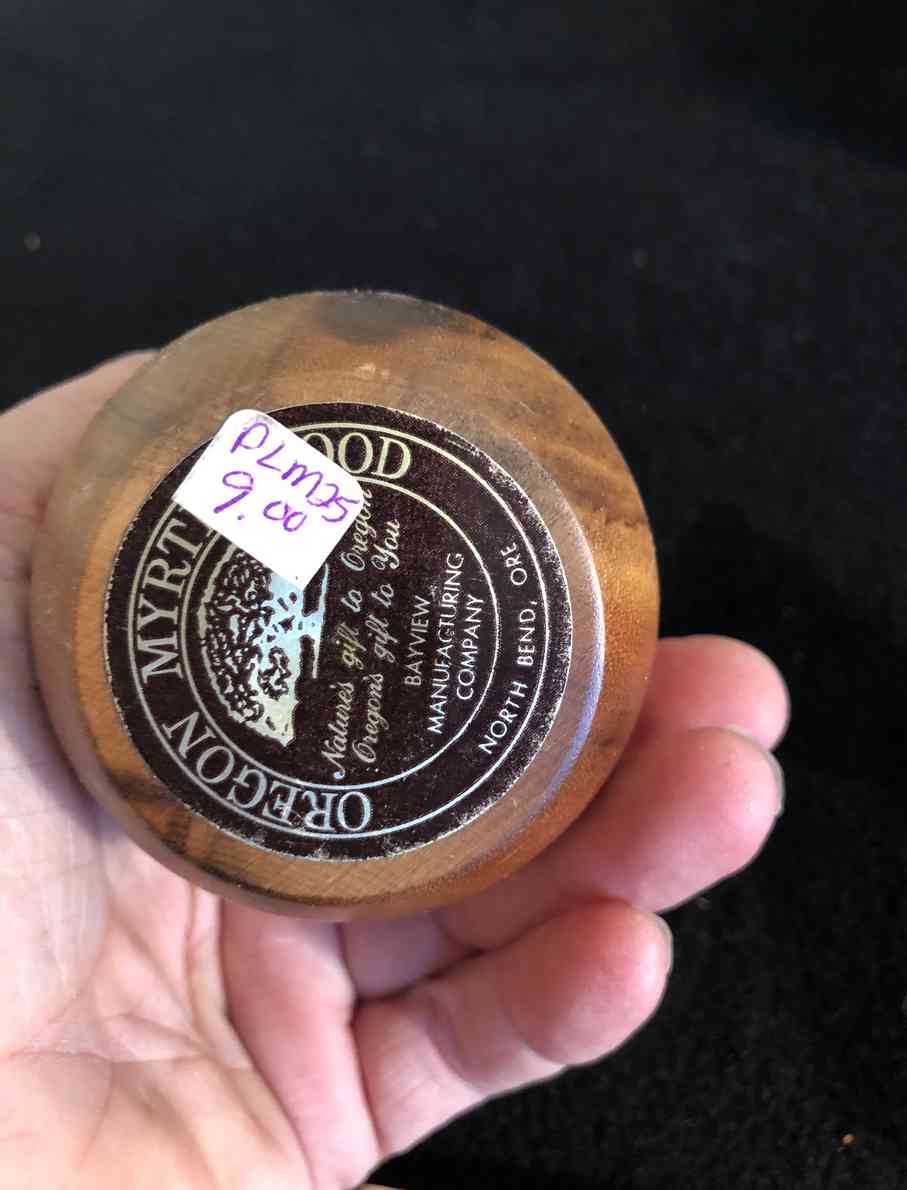 PLM25
9.00
OREGON MYRT OOD
Nature's gift to Oregon
Oregon's gift to You
BAYVIEW
MANUFACTURING
COMPANY
NORTH BEND, ORE